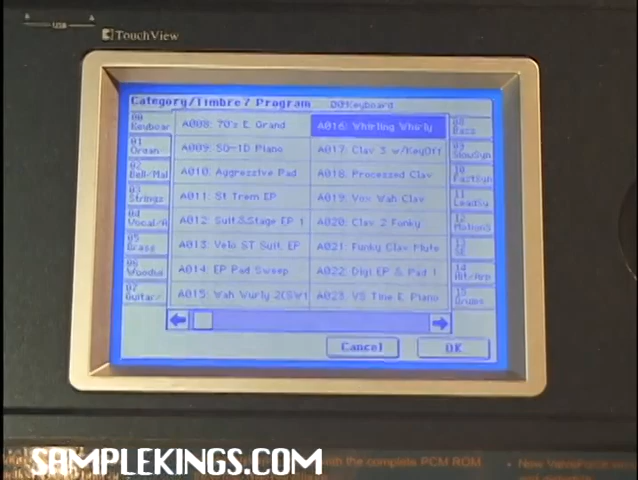 USB
TouchView
Category/Timbre7 Program 00:Keyboard
00 Keyboar
01 Organ
02 Bell/Mal
03 Strings
04 Vocal/A
05 Brass
06 Woodwi
07 Guitar/
A008: 70's E. Grand
A009: SG-1D Piano
A010: Aggressive Pad
A011: St Trem EP
A012: Suit.&Stage EP 1
A013: Velo ST Suit. EP
A014: EP Pad Sweep
A015: Wah Wurly 2(SW1
A016: Whirling Whirly
A017: Clav 3 w/KeyOff
A018: Processed Clav
A019: Vox Wah Clav
A020: Clav 2 Funky
A021: Funky Clav Mute
A022: Digi EP & Pad 1
A023: VS Tine E. Piano
08 Bass
09 SlowSyn
10 FastSyn
11 LeadSy
12 MotionS
13 SE
14 Hit/Arp
15 Drums
Cancel
OK
with the complete PCM ROM
SAMPLEKINGS.COM